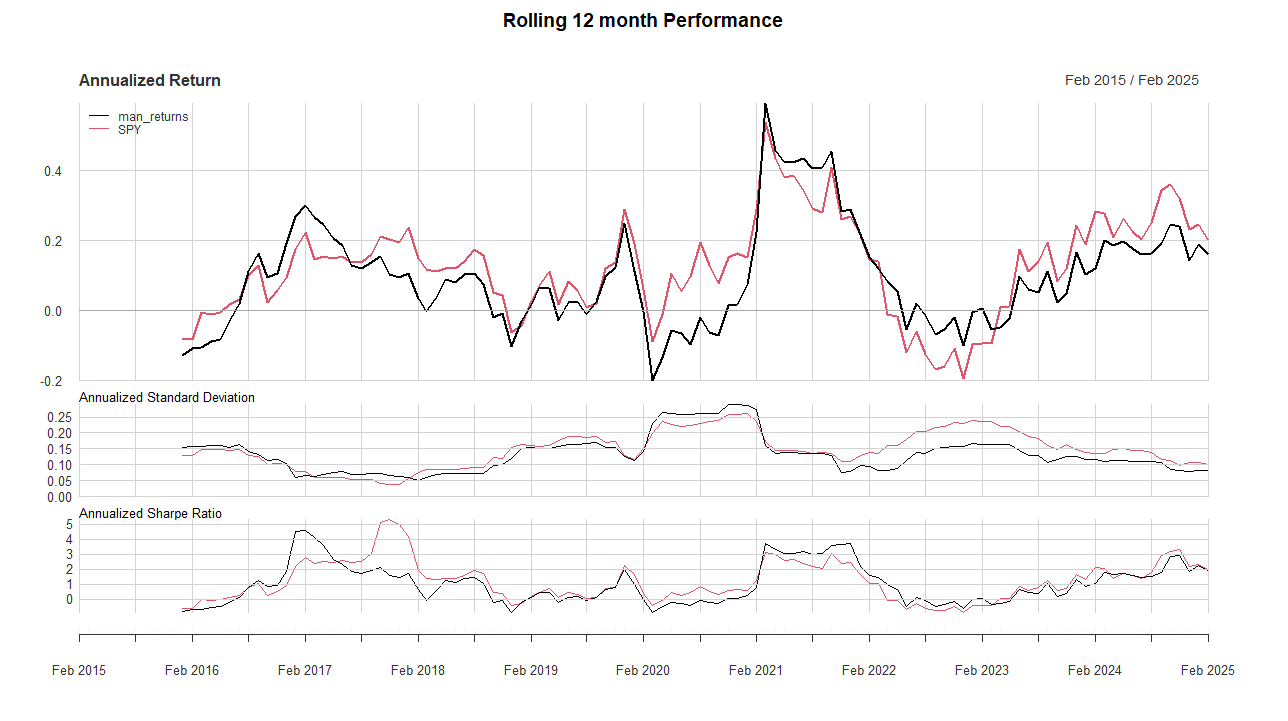 Rolling 12 month Performance
Annualized Return
Feb 2015 / Feb 2025
man_returns
SPY
0.4
0.2
0.0
-0.2
Annualized Standard Deviation
0.25
0.20
0.15
0.10
0.05
0.00
Annualized Sharpe Ratio
5
4
3
2
1
0
Feb 2015 Feb 2016 Feb 2017 Feb 2018 Feb 2019 Feb 2020 Feb 2021 Feb 2022 Feb 2023 Feb 2024 Feb 2025